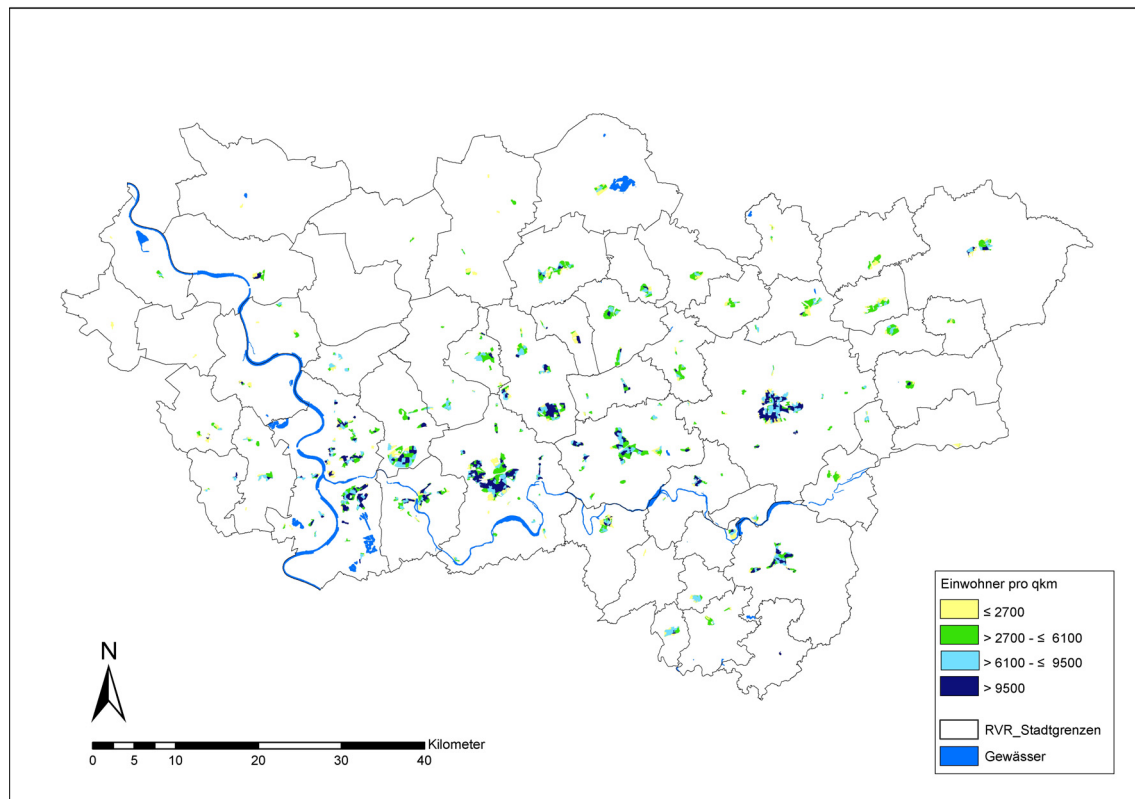 Einwohner pro qkm
≤ 2700
> 2700 - ≤ 6100
> 6100 - ≤ 9500
> 9500
RVR_Stadtgrenzen
Gewässer
N
Kilometer
0 5 10 20 30 40